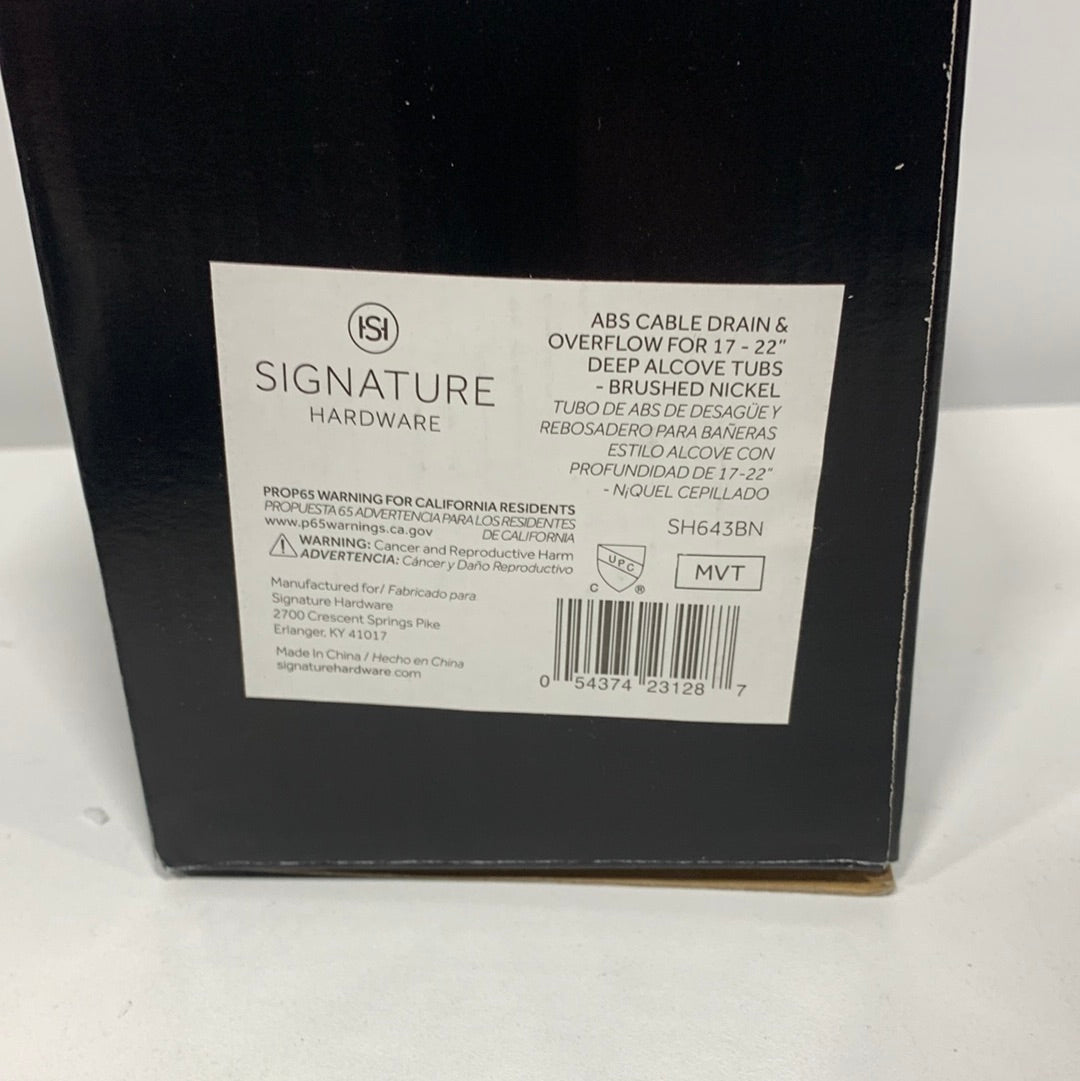 SH
SIGNATURE
HARDWARE
ABS CABLE DRAIN &
OVERFLOW FOR 17 - 22"
DEEP ALCOVE TUBS
- BRUSHED NICKEL
TUBO DE ABS DE DESAGÜE Y
REBOSADERO PARA BAÑERAS
ESTILO ALCOVE CON
PROFUNDIDAD DE 17-22"
- N¡QUEL CEPILLADO
SH643BN
PROP65 WARNING FOR CALIFORNIA RESIDENTS
PROPUESTA 65 ADVERTENCIA PARA LOS RESIDENTES
DE CALIFORNIA
www.p65warnings.ca.gov
WARNING: Cancer and Reproductive Harm
ADVERTENCIA: Cáncer y Daño Reproductivo
UPC
C ®
MVT
Manufactured for/ Fabricado para
Signature Hardware
2700 Crescent Springs Pike
Erlanger, KY 41017
Made In China / Hecho en China
signaturehardware.com
0 54374 23128 7